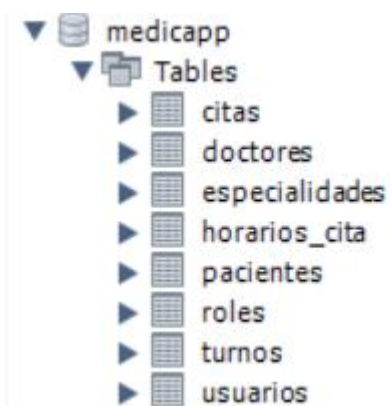 medicapp
Tables
citas
doctores
especialidades
horarios_cita
pacientes
roles
turnos
usuarios